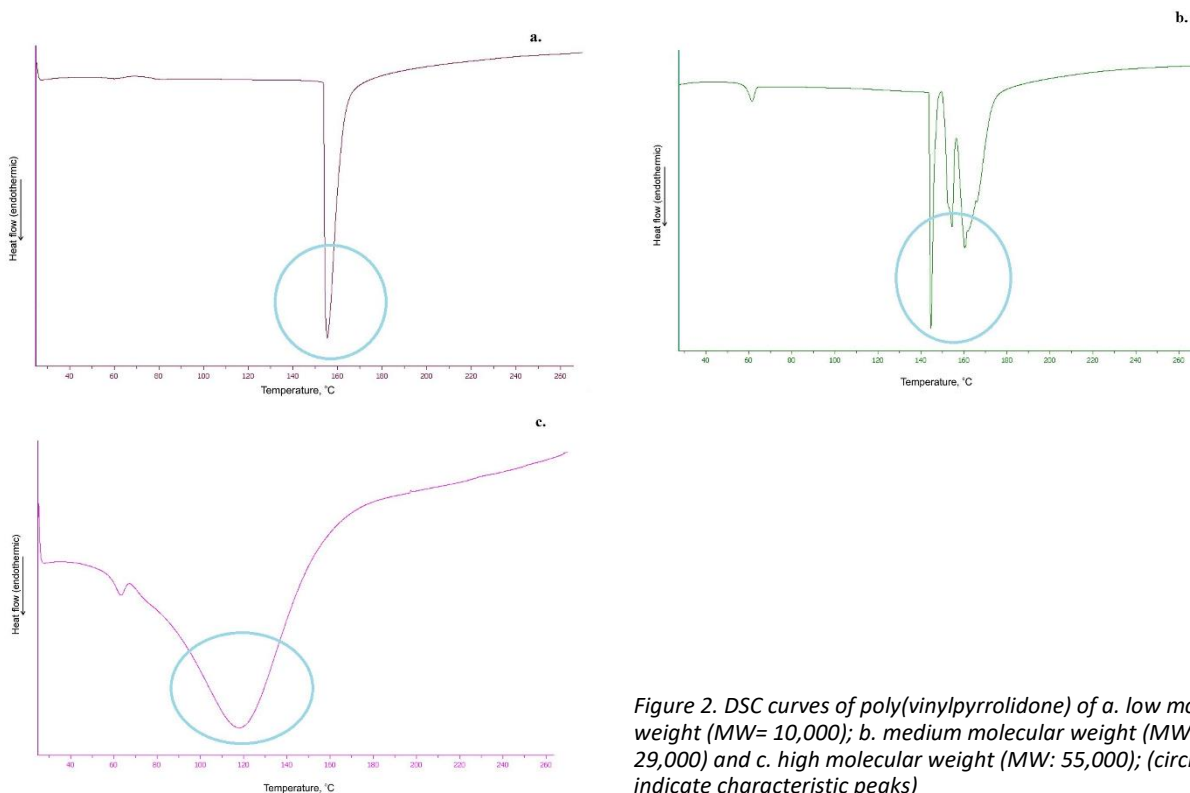 a.
Heat flow (endothermic)
40 60 80 100 120 140 160 180 200 220 240 260
Temperature, °C
b.
Heat flow (endothermic)
40 60 80 100 120 140 160 180 200 220 240 260
Temperature, °C
c.
Heat flow (endothermic)
40 60 80 100 120 140 160 180 200 220 240 260
Temperature, °C
Figure 2. DSC curves of poly(vinylpyrrolidone) of a. low
weight (MW= 10,000); b. medium molecular weight (MW
29,000) and c. high molecular weight (MW: 55,000);
indicate characteristic peaks)